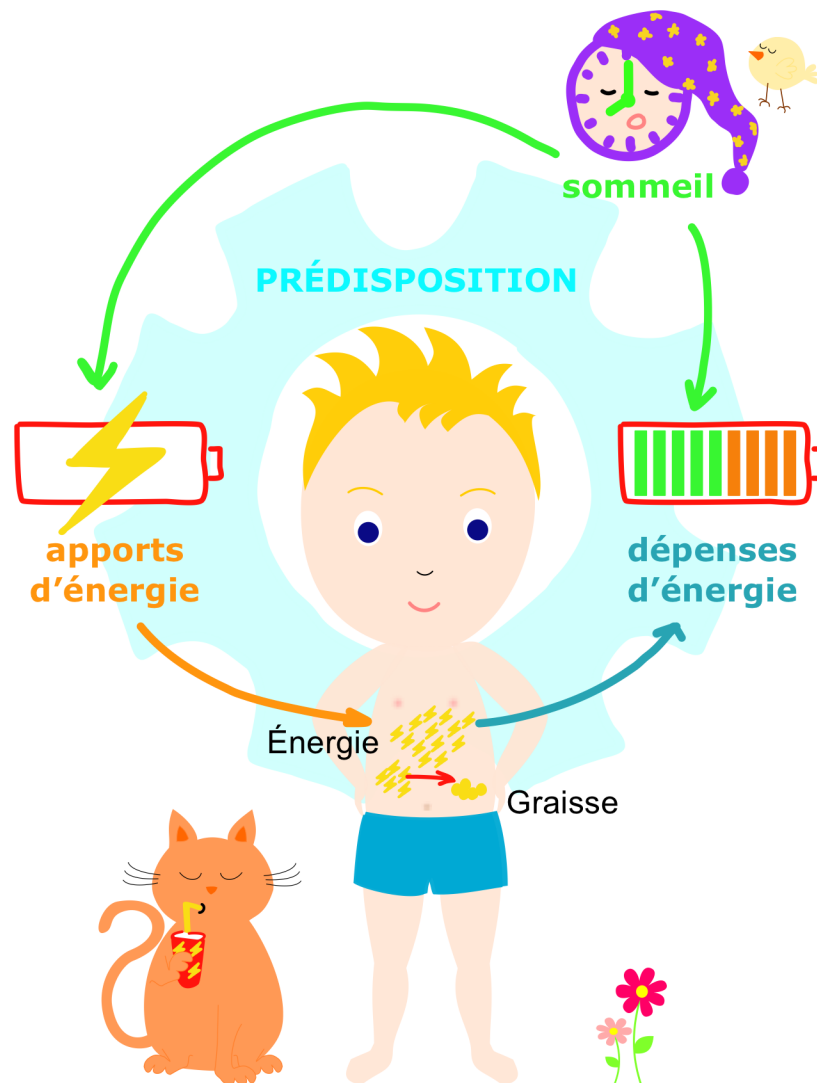 sommeil
PRÉDISPOSITION
apports
d’énergie
dépenses
d’énergie
Énergie
Graisse